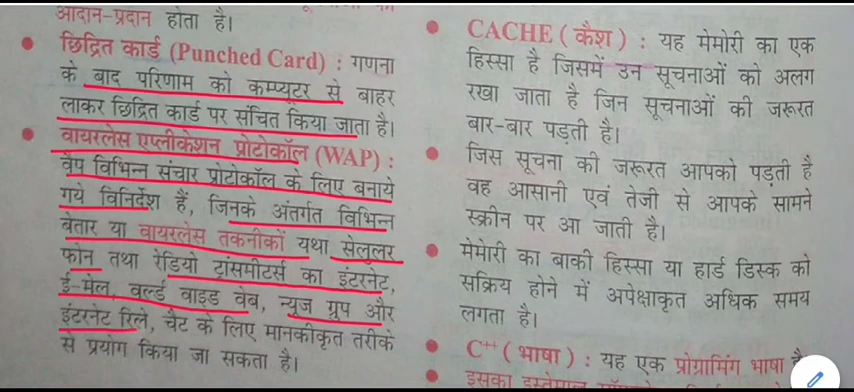 आदान-प्रदान होता है।
छिद्रित कार्ड (Punched Card) : गणना
के बाद परिणाम को कम्प्यूटर से बाहर
लाकर छिद्रित कार्ड पर संचित किया जाता है।
वायरलेस एप्लीकेशन प्रोटोकॉल (WAP) :
वैप विभिन्न संचार प्रोटोकॉल के लिए बनाये
गये विनिर्देश हैं, जिनके अंतर्गत विभिन्न
बेतार या वायरलेस तकनीकों यथा सेलुलर
फोन तथा रेडियो ट्रांसमीटर्स का इंटरनेट,
ई-मेल, वर्ल्ड वाइड वेब, न्यूज ग्रुप और
इंटरनेट रिले, चैट के लिए मानकीकृत तरीके
से प्रयोग किया जा सकता है।
CACHE ( कैश ) : यह मेमोरी का एक
हिस्सा है जिसमें उन सूचनाओं को अलग
रखा जाता है जिन सूचनाओं की जरूरत
बार-बार पड़ती है।
जिस सूचना की जरूरत आपको पड़ती है
वह आसानी एवं तेजी से आपके सामने
स्क्रीन पर आ जाती है।
मेमोरी का बाकी हिस्सा या हार्ड डिस्क को
सक्रिय होने में अपेक्षाकृत अधिक समय
लगता है।
C++ ( भाषा ) : यह एक प्रोग्रामिंग भाषा है
इसका इस्तेमाल